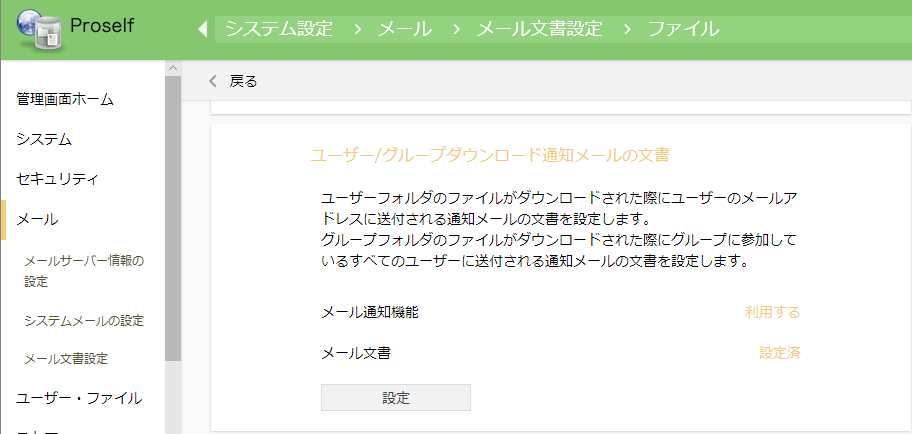 Proself
システム設定 > メール > メール文書設定 > ファイル
戻る
管理画面ホーム
システム
セキュリティ
メール
メールサーバー情報の
設定
システムメールの設定
メール文書設定
ユーザー・ファイル
ユーザー/グループダウンロード通知メールの文書
ユーザーフォルダのファイルがダウンロードされた際にユーザーのメールア
ドレスに送付される通知メールの文書を設定します。
グループフォルダのファイルがダウンロードされた際にグループに参加して
いるすべてのユーザーに送付される通知メールの文書を設定します。
メール通知機能 利用する
メール文書 設定済
設定